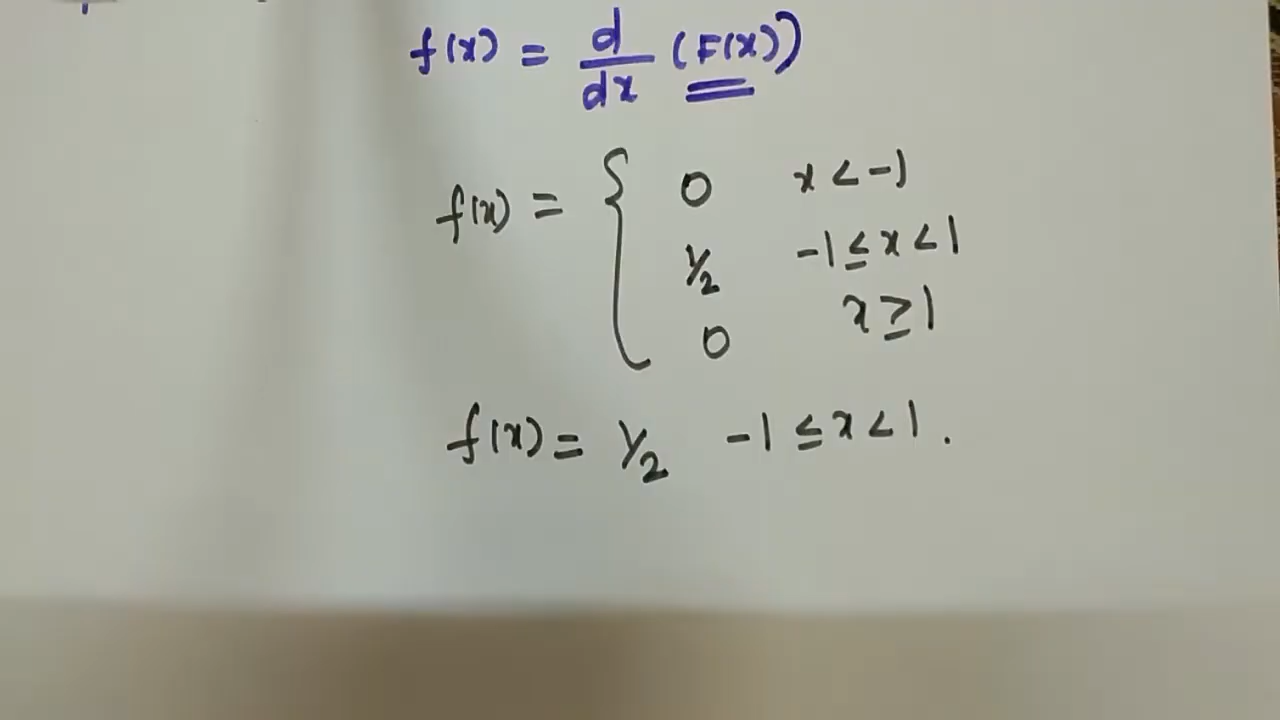 f(x) = d/dx (F(x))
f(x) = { 0 x < -1
1/2 -1 ≤ x < 1
0 x ≥ 1
f(x) = 1/2 -1 ≤ x < 1.